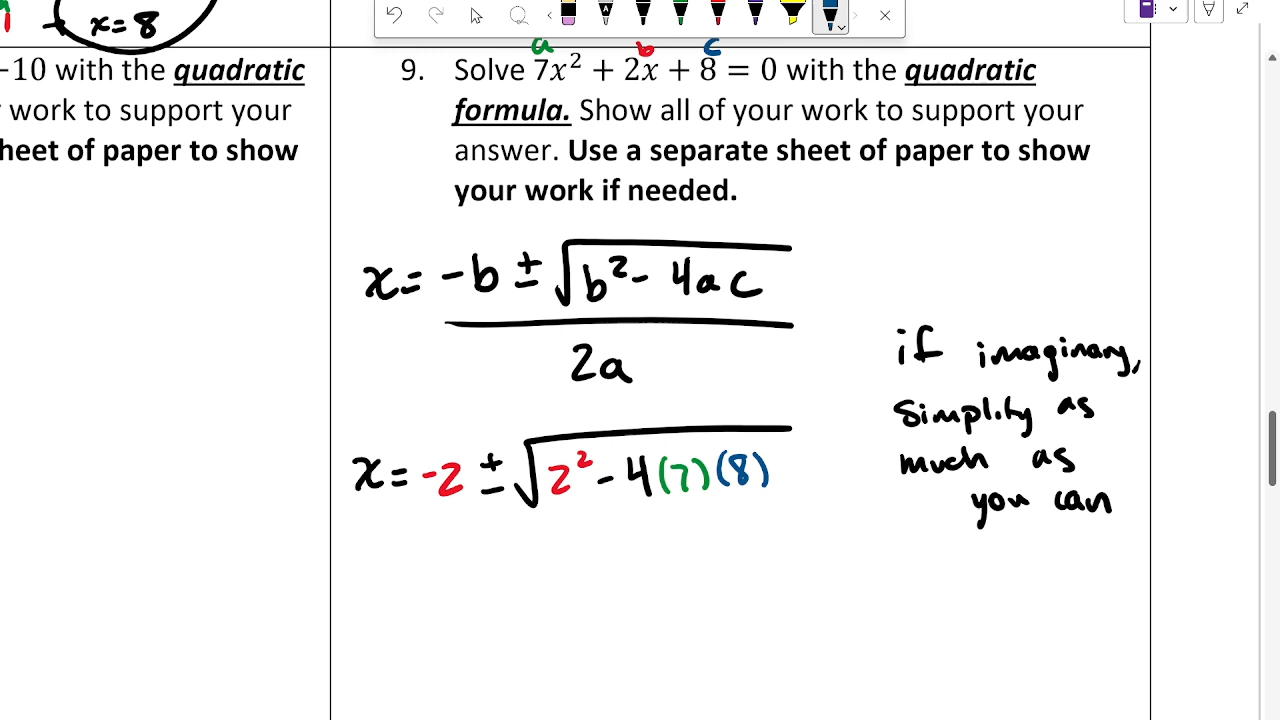 x=8
-10 with the quadratic
work to support your
heet of paper to show
a b c
9. Solve 7x² + 2x + 8 = 0 with the quadratic
formula. Show all of your work to support your
answer. Use a separate sheet of paper to show
your work if needed.
x= -b ± √b² - 4ac
2a
x= -2 ± √2² - 4(7)(8)
if imaginary,
Simplify as
much as
you can